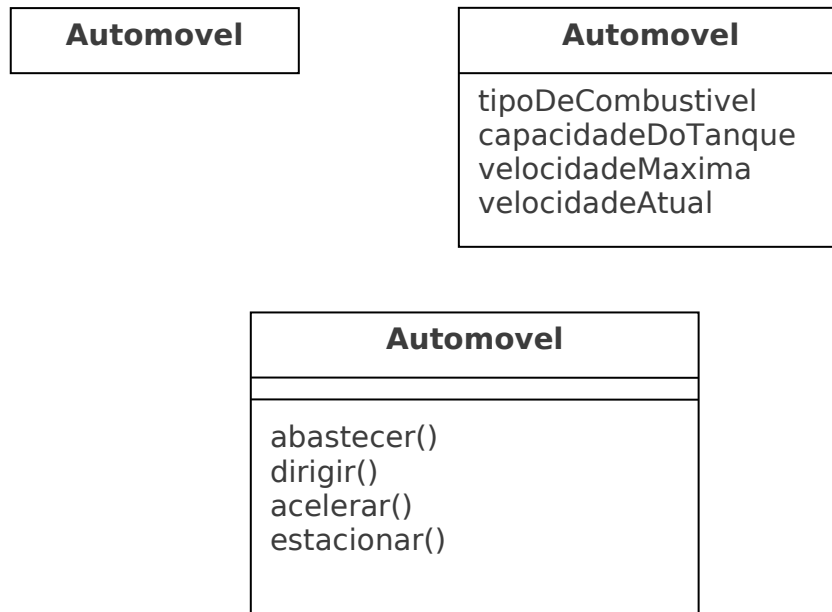 Automovel
Automovel
tipoDeCombustivel
capacidadeDoTanque
velocidadeMaxima
velocidadeAtual
Automovel
abastecer()
dirigir()
acelerar()
estacionar()